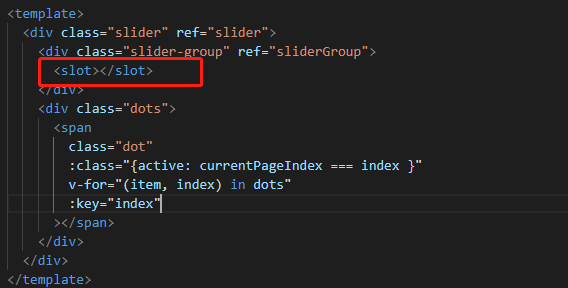 <template>
<div class="slider" ref="slider">
<div class="slider-group" ref="sliderGroup">
<slot></slot>
</div>
<div class="dots">
<span
class="dot"
:class="{active: currentPageIndex === index }"
v-for="(item, index) in dots"
:key="index"
></span>
</div>
</div>
</template>